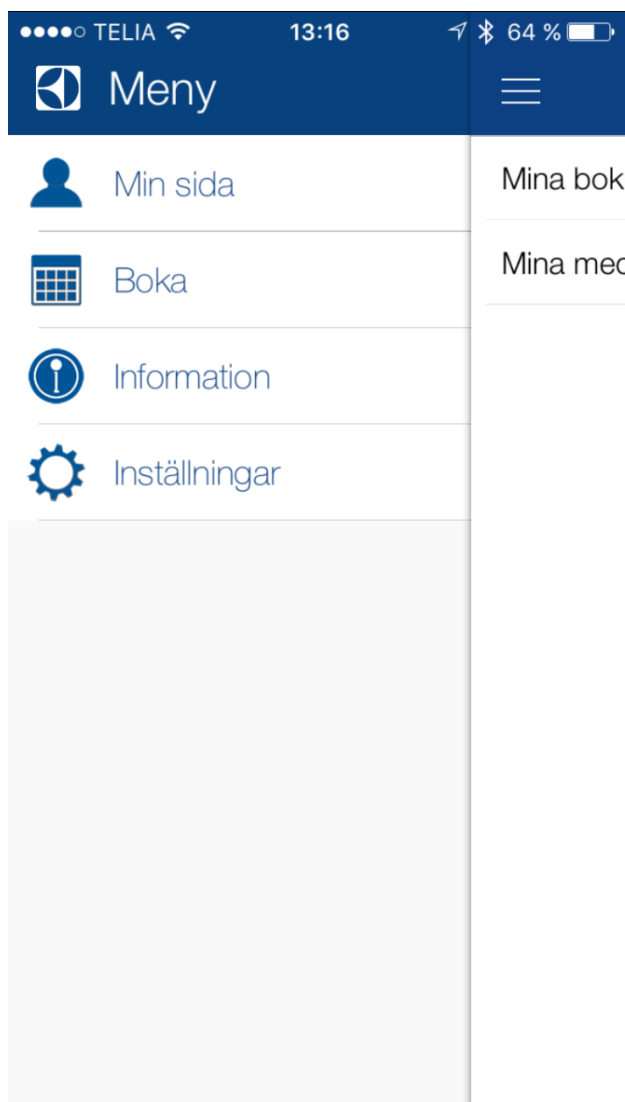 TELIA 13:16 64 %
Meny
Min sida
Boka
Information
Inställningar
Mina bok
Mina med